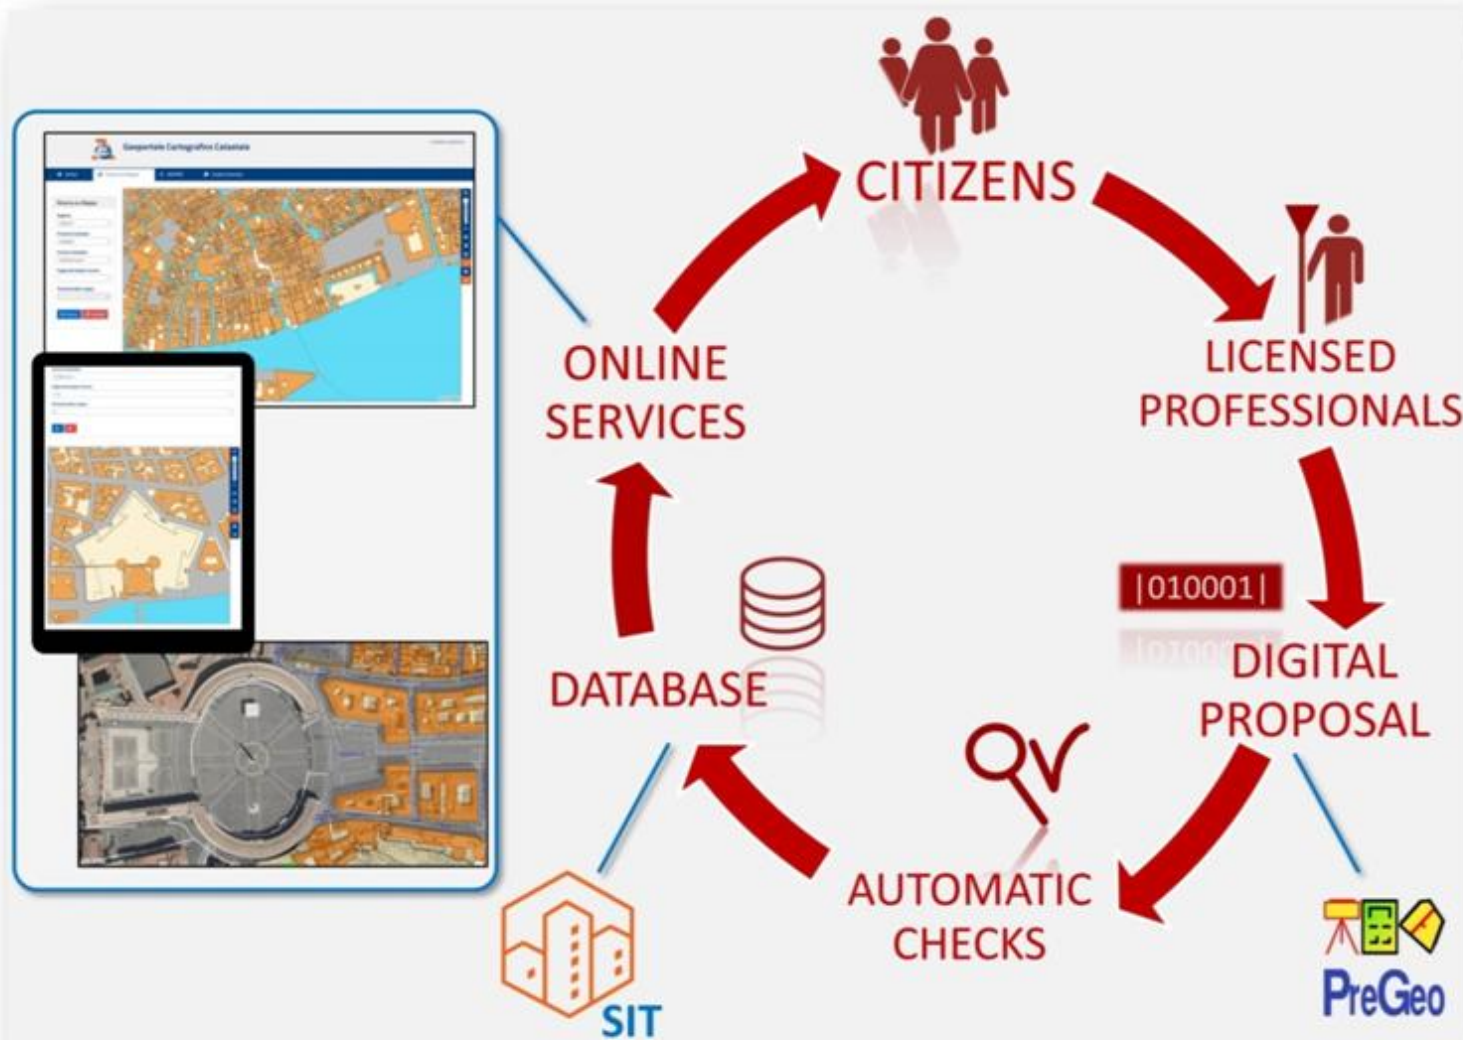 CITIZENS
LICENSED
PROFESSIONALS
|010001|
DIGITAL
PROPOSAL
PreGeo
AUTOMATIC
CHECKS
DATABASE
SIT
ONLINE
SERVICES
Geoportale Cartografico Catastale